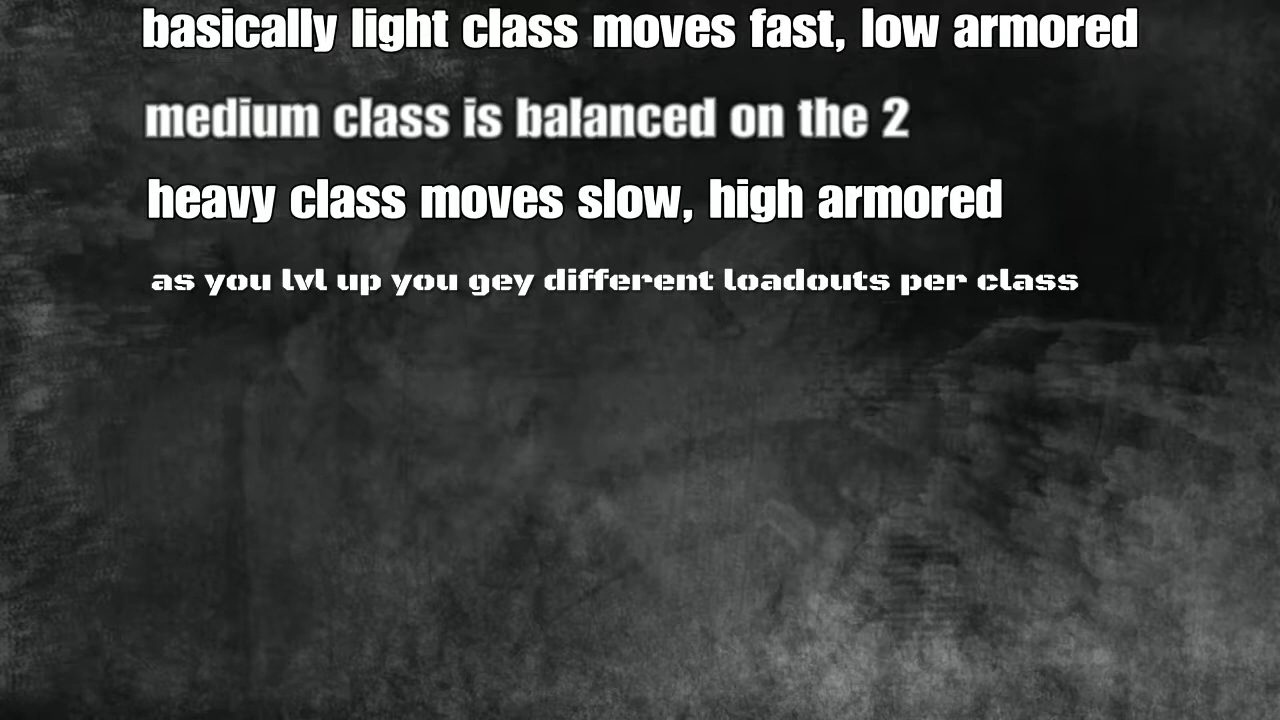 basically light class moves fast, low armored
medium class is balanced on the 2
heavy class moves slow, high armored
as you lvl up you gey different loadouts per class